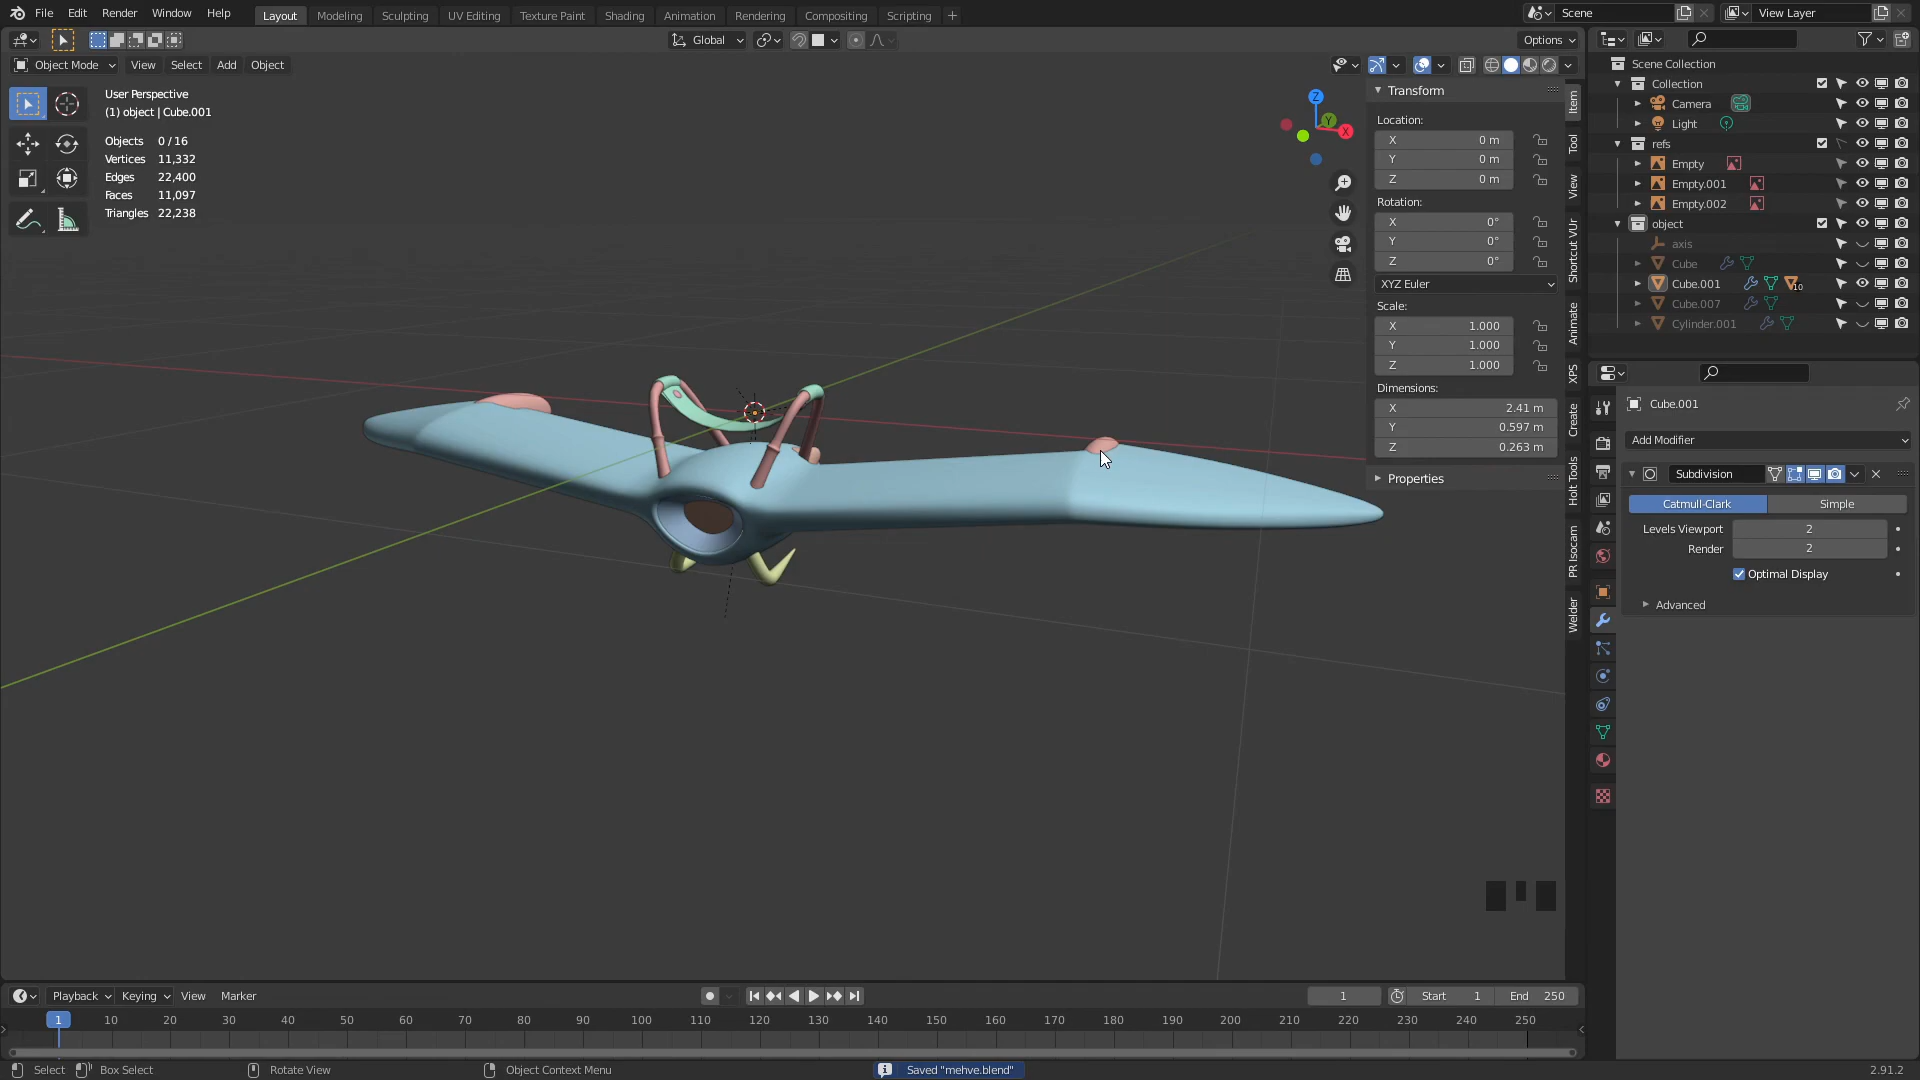 File Edit Render Window Help Layout Modeling Sculpting UV Editing Texture Paint Shading Animation Rendering Compositing Scripting + Scene View Layer
Global Options
Object Mode View Select Add Object
User Perspective
(1) object | Cube.001
Objects 0 / 16
Vertices 11,332
Edges 22,400
Faces 11,097
Triangles 22,238
Z
Y
X
Transform
Location:
X 0 m
Y 0 m
Z 0 m
Rotation:
X 0°
Y 0°
Z 0°
XYZ Euler
Scale:
X 1.000
Y 1.000
Z 1.000
Dimensions:
X 2.41 m
Y 0.597 m
Z 0.263 m
Properties
Item
Tool
View
Shortcut VUr
Animate
XPS
Create
Holt Tools
PR Isocam
Welder
Scene Collection
Collection
Camera
Light
refs
Empty
Empty.001
Empty.002
object
axis
Cube
Cube.001 10
Cube.007
Cylinder.001
Cube.001
Add Modifier
Subdivision
Catmull-Clark Simple
Levels Viewport 2
Render 2
Optimal Display
Advanced
Playback Keying View Marker 1 Start 1 End 250
1 10 20 30 40 50 60 70 80 90 100 110 120 130 140 150 160 170 180 190 200 210 220 230 240 250
Select Box Select Rotate View Object Context Menu Saved "mehve.blend" 2.91.2